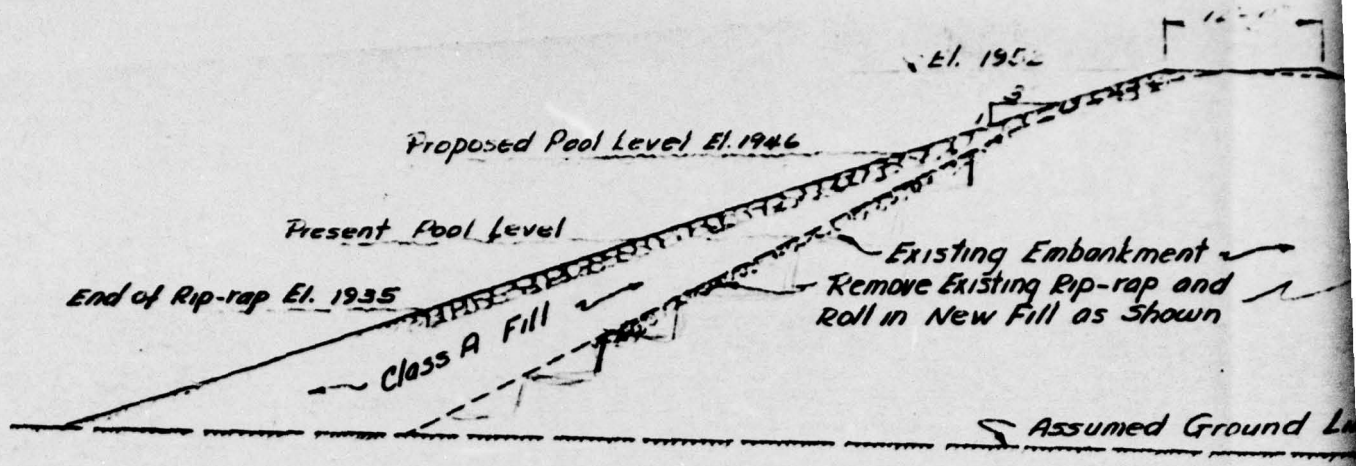 El. 1952
3
Proposed Pool Level El. 1946
Present Pool Level
Existing Embankment
End of Rip-rap El. 1935
Remove Existing Rip-rap and
Roll in New Fill as Shown
Class A Fill
Assumed Ground